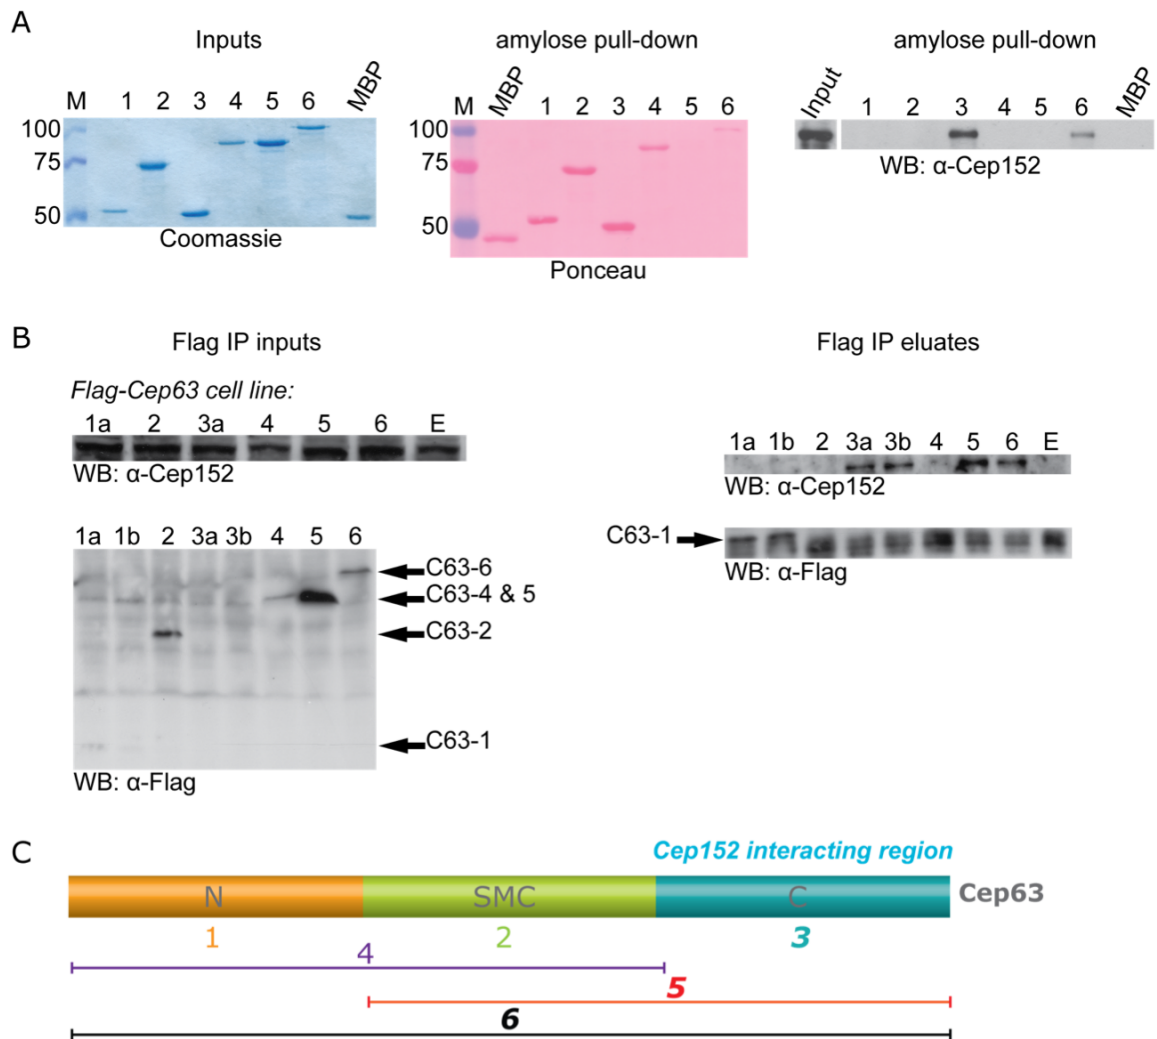 A
Inputs
M 1 2 3 4 5 6 MBP
100
75
50
Coomassie
amylose pull-down
M MBP 1 2 3 4 5 6
100
75
50
Ponceau
amylose pull-down
Input 1 2 3 4 5 6 MBP
WB: α-Cep152
B
Flag IP inputs
Flag-Cep63 cell line:
1a 2 3a 4 5 6 E
WB: α-Cep152
1a 1b 2 3a 3b 4 5 6
C63-6
C63-4 & 5
C63-2
C63-1
WB: α-Flag
Flag IP eluates
1a 1b 2 3a 3b 4 5 6 E
WB: α-Cep152
C63-1
WB: α-Flag
C
Cep152 interacting region
N SMC C Cep63
1 2 3
4
5
6